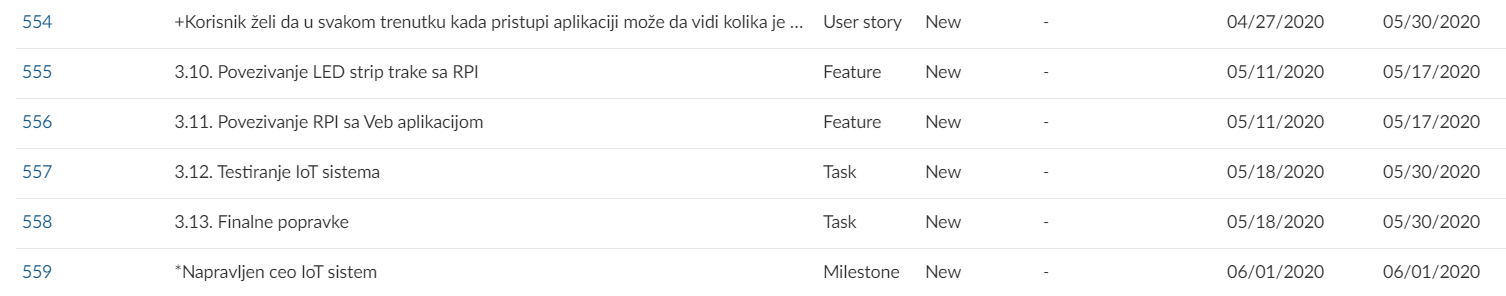 554 +Korisnik želi da u svakom trenutku kada pristupi aplikaciji može da vidi kolika je ... User story New - 04/27/2020 05/30/2020
555 3.10. Povezivanje LED strip trake sa RPI Feature New - 05/11/2020 05/17/2020
556 3.11. Povezivanje RPI sa Veb aplikacijom Feature New - 05/11/2020 05/17/2020
557 3.12. Testiranje IoT sistema Task New - 05/18/2020 05/30/2020
558 3.13. Finalne popravke Task New - 05/18/2020 05/30/2020
559 *Napravljen ceo IoT sistem Milestone New - 06/01/2020 06/01/2020